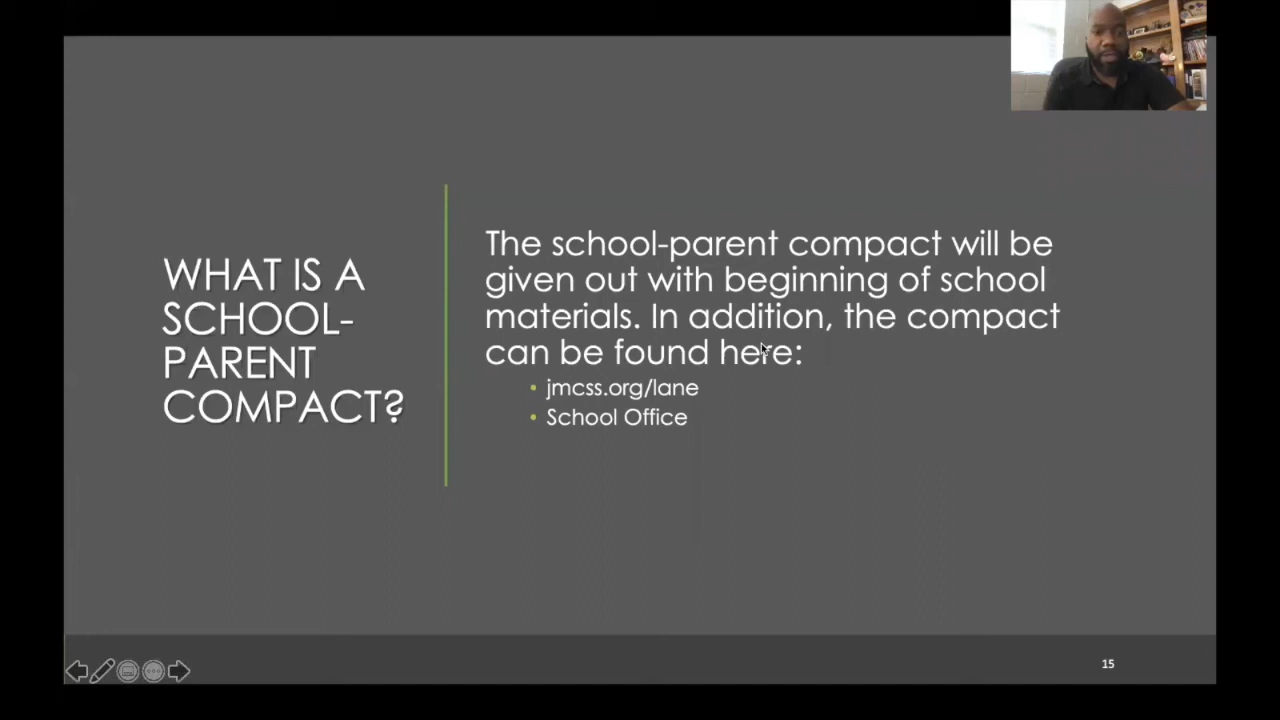 WHAT IS A
SCHOOL-
PARENT
COMPACT?
The school-parent compact will be
given out with beginning of school
materials. In addition, the compact
can be found here:
• jmcss.org/lane
• School Office
15